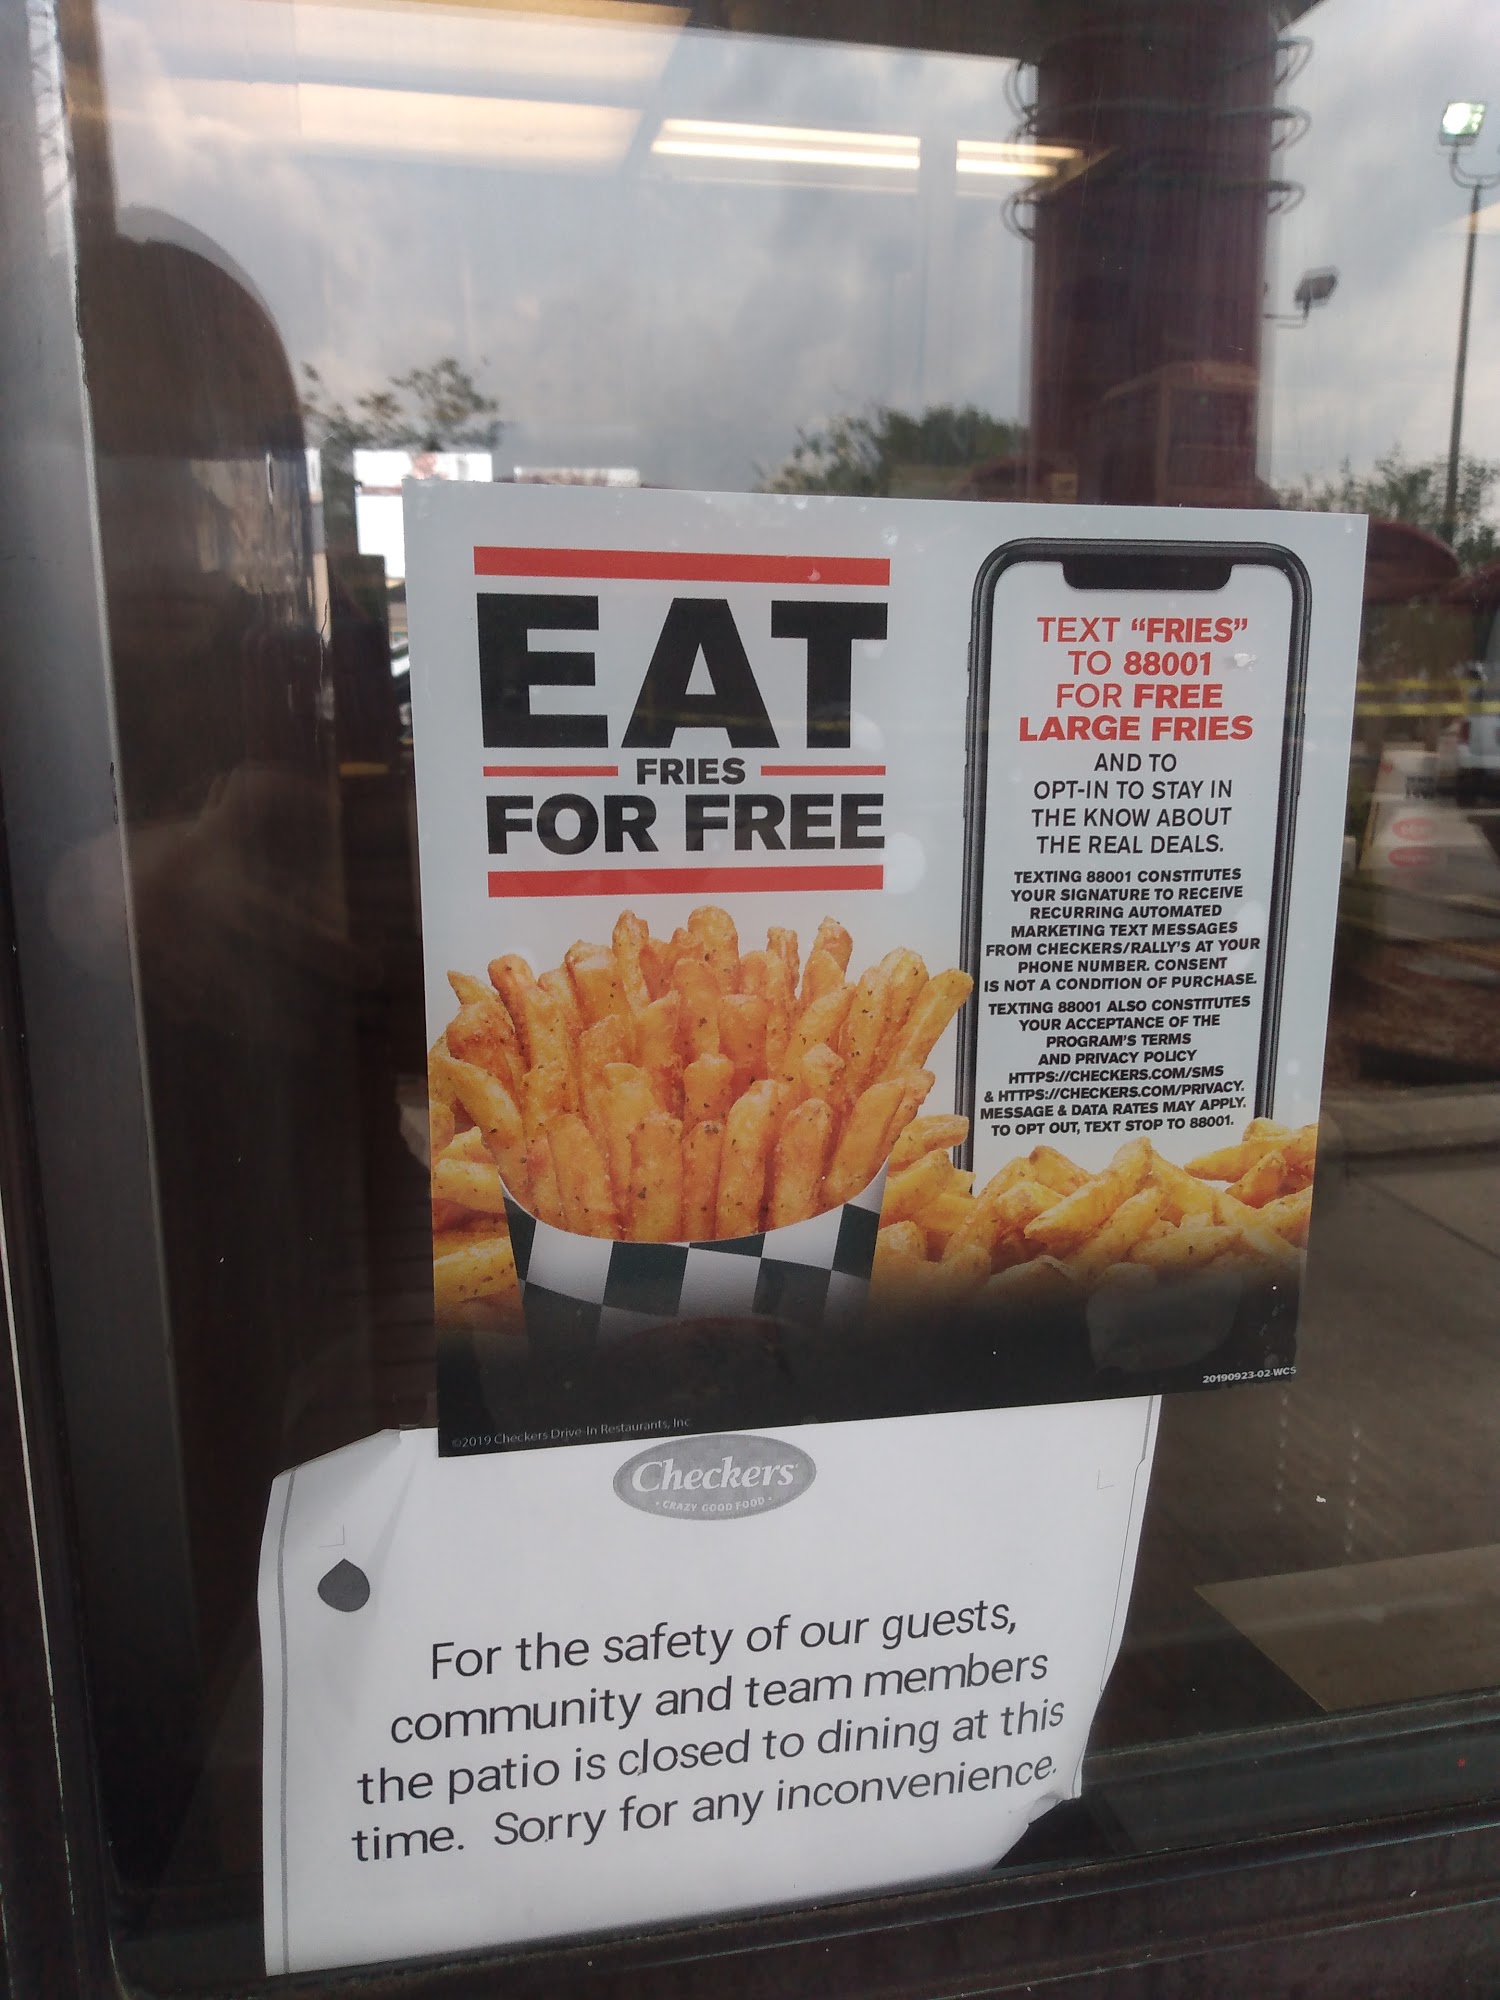 EAT
FRIES
FOR FREE
TEXT “FRIES”
TO 88001
FOR FREE
LARGE FRIES
AND TO
OPT-IN TO STAY IN
THE KNOW ABOUT
THE REAL DEALS.
TEXTING 88001 CONSTITUTES
YOUR SIGNATURE TO RECEIVE
RECURRING AUTOMATED
MARKETING TEXT MESSAGES
FROM CHECKERS/RALLY'S AT YOUR
PHONE NUMBER. CONSENT
IS NOT A CONDITION OF PURCHASE.
TEXTING 88001 ALSO CONSTITUTES
YOUR ACCEPTANCE OF THE
PROGRAM'S TERMS
AND PRIVACY POLICY
HTTPS://CHECKERS.COM/SMS
& HTTPS://CHECKERS.COM/PRIVACY.
MESSAGE & DATA RATES MAY APPLY.
TO OPT OUT, TEXT STOP TO 88001.
20190923-02-WCS
©2019 Checkers Drive-In Restaurants, Inc
Checkers
• CRAZY GOOD FOOD •
For the safety of our guests,
community and team members
the patio is closed to dining at this
time. Sorry for any inconvenience.